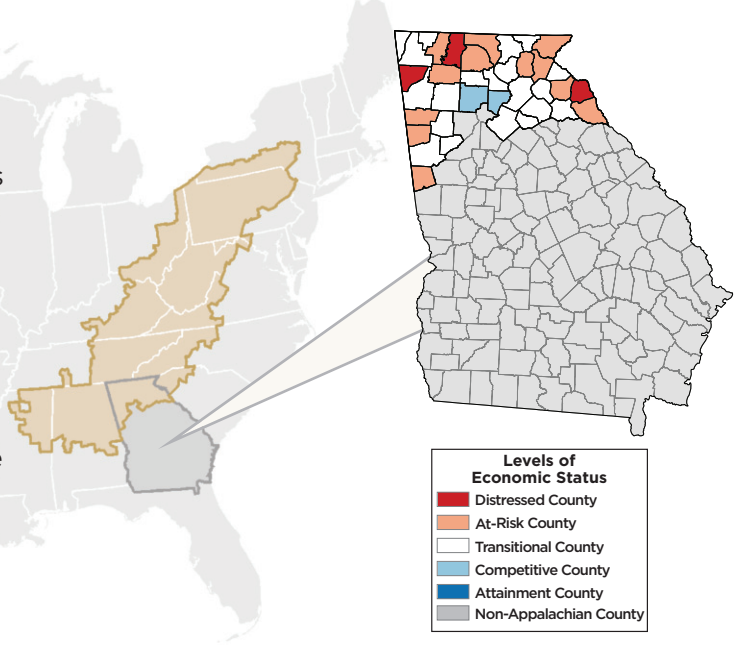 s
e
Levels of
Economic Status
Distressed County
At-Risk County
Transitional County
Competitive County
Attainment County
Non-Appalachian County